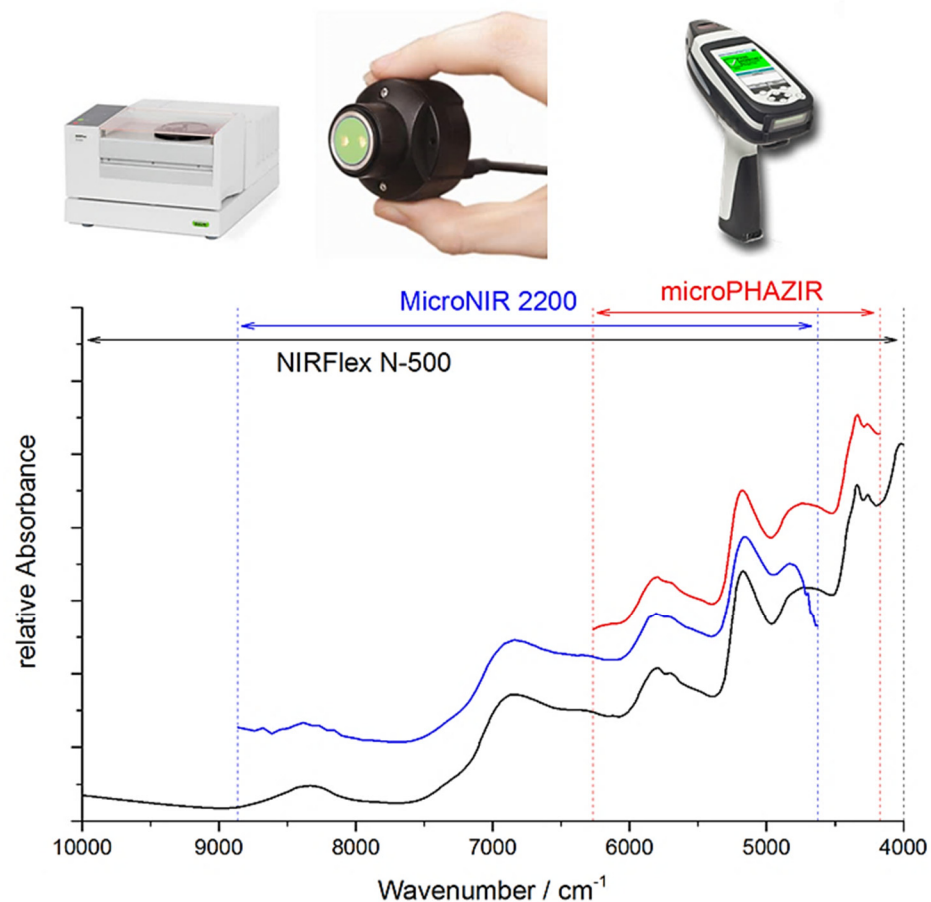 microPHAZIR
MicroNIR 2200
NIRFlex N-500
relative Absorbance
10000 9000 8000 7000 6000 5000 4000
Wavenumber / cm⁻¹